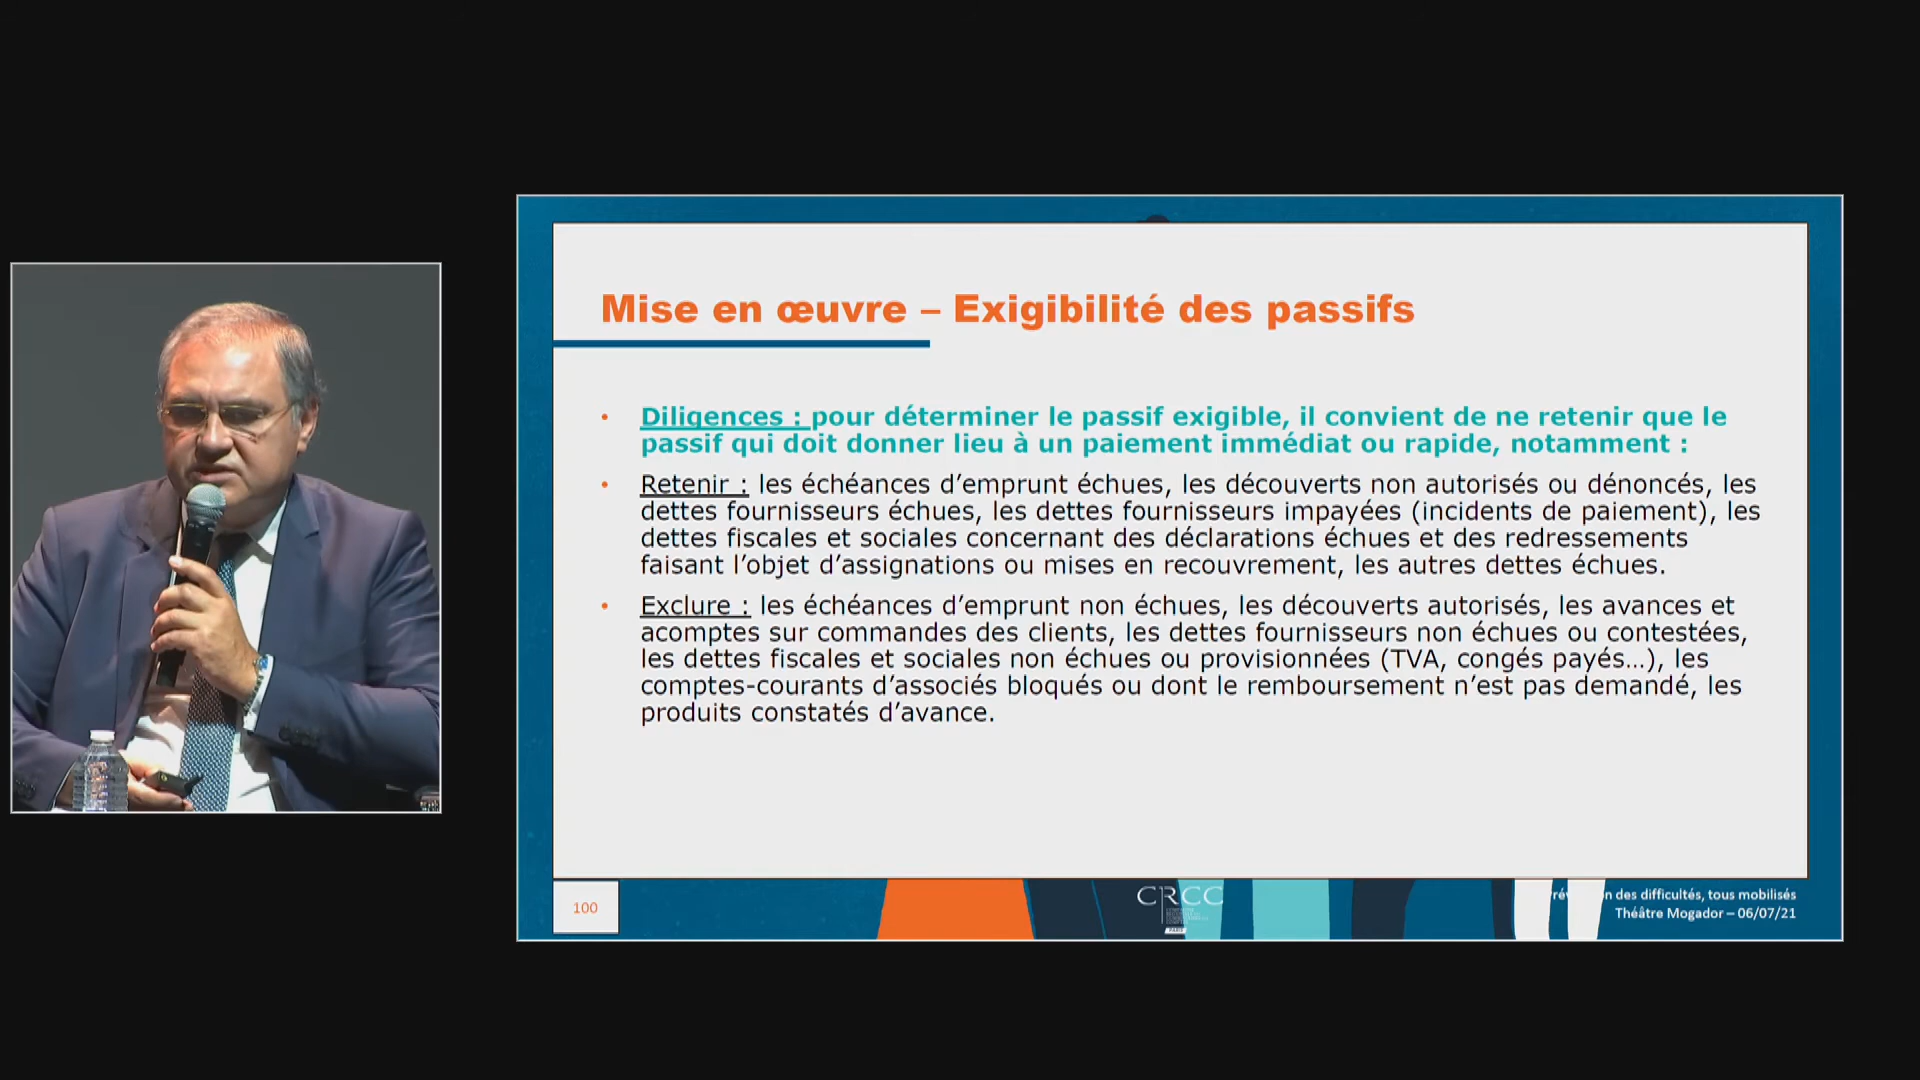 Mise en œuvre – Exigibilité des passifs
• Diligences : pour déterminer le passif exigible, il convient de ne retenir que le
passif qui doit donner lieu à un paiement immédiat ou rapide, notamment :
• Retenir : les échéances d’emprunt échues, les découverts non autorisés ou dénoncés, les
dettes fournisseurs échues, les dettes fournisseurs impayées (incidents de paiement), les
dettes fiscales et sociales concernant des déclarations échues et des redressements
faisant l’objet d’assignations ou mises en recouvrement, les autres dettes échues.
• Exclure : les échéances d’emprunt non échues, les découverts autorisés, les avances et
acomptes sur commandes des clients, les dettes fournisseurs non échues ou contestées,
les dettes fiscales et sociales non échues ou provisionnées (TVA, congés payés…), les
comptes-courants d’associés bloqués ou dont le remboursement n’est pas demandé, les
produits constatés d’avance.
100
CRCC
PARIS
des difficultés, tous mobilisés
Théâtre Mogador – 06/07/21